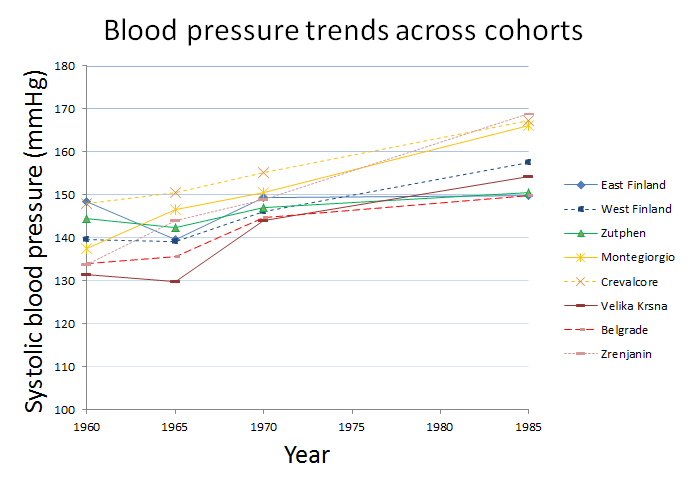 Blood pressure trends across cohorts
Systolic blood pressure (mmHg)
180
170
160
150
140
130
120
110
100
1960
1965
1970
1975
1980
1985
Year
East Finland
West Finland
Zutphen
Montegiorgio
Crevalcore
Velika Krsna
Belgrade
Zrenjanin